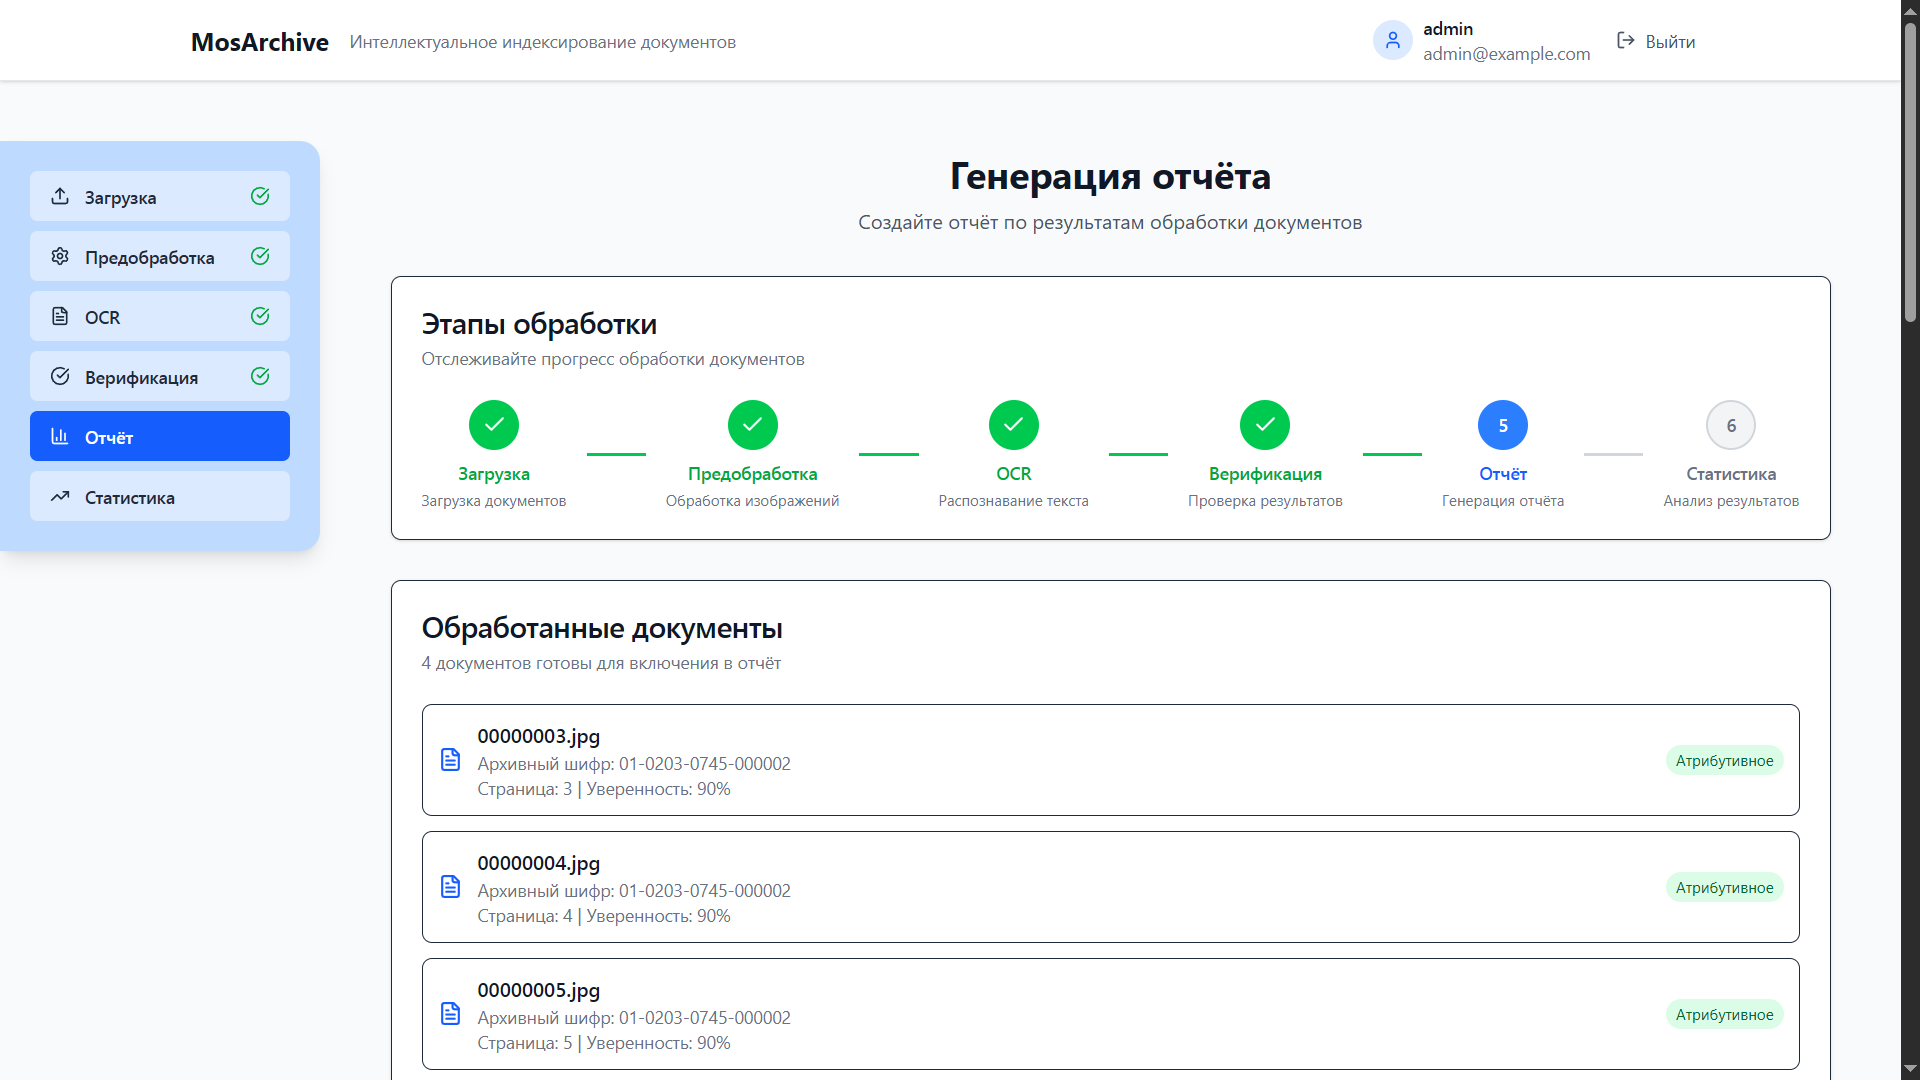 MosArchive
Интеллектуальное индексирование документов
admin
admin@example.com
Выйти
Загрузка
Предобработка
OCR
Верификация
Отчёт
Статистика
Генерация отчёта
Создайте отчёт по результатам обработки документов
Этапы обработки
Отслеживайте прогресс обработки документов
Загрузка
Загрузка документов
Предобработка
Обработка изображений
OCR
Распознавание текста
Верификация
Проверка результатов
5
Отчёт
Генерация отчёта
6
Статистика
Анализ результатов
Обработанные документы
4 документов готовы для включения в отчёт
00000003.jpg
Архивный шифр: 01-0203-0745-000002
Страница: 3 | Уверенность: 90%
Атрибутивное
00000004.jpg
Архивный шифр: 01-0203-0745-000002
Страница: 4 | Уверенность: 90%
Атрибутивное
00000005.jpg
Архивный шифр: 01-0203-0745-000002
Страница: 5 | Уверенность: 90%
Атрибутивное